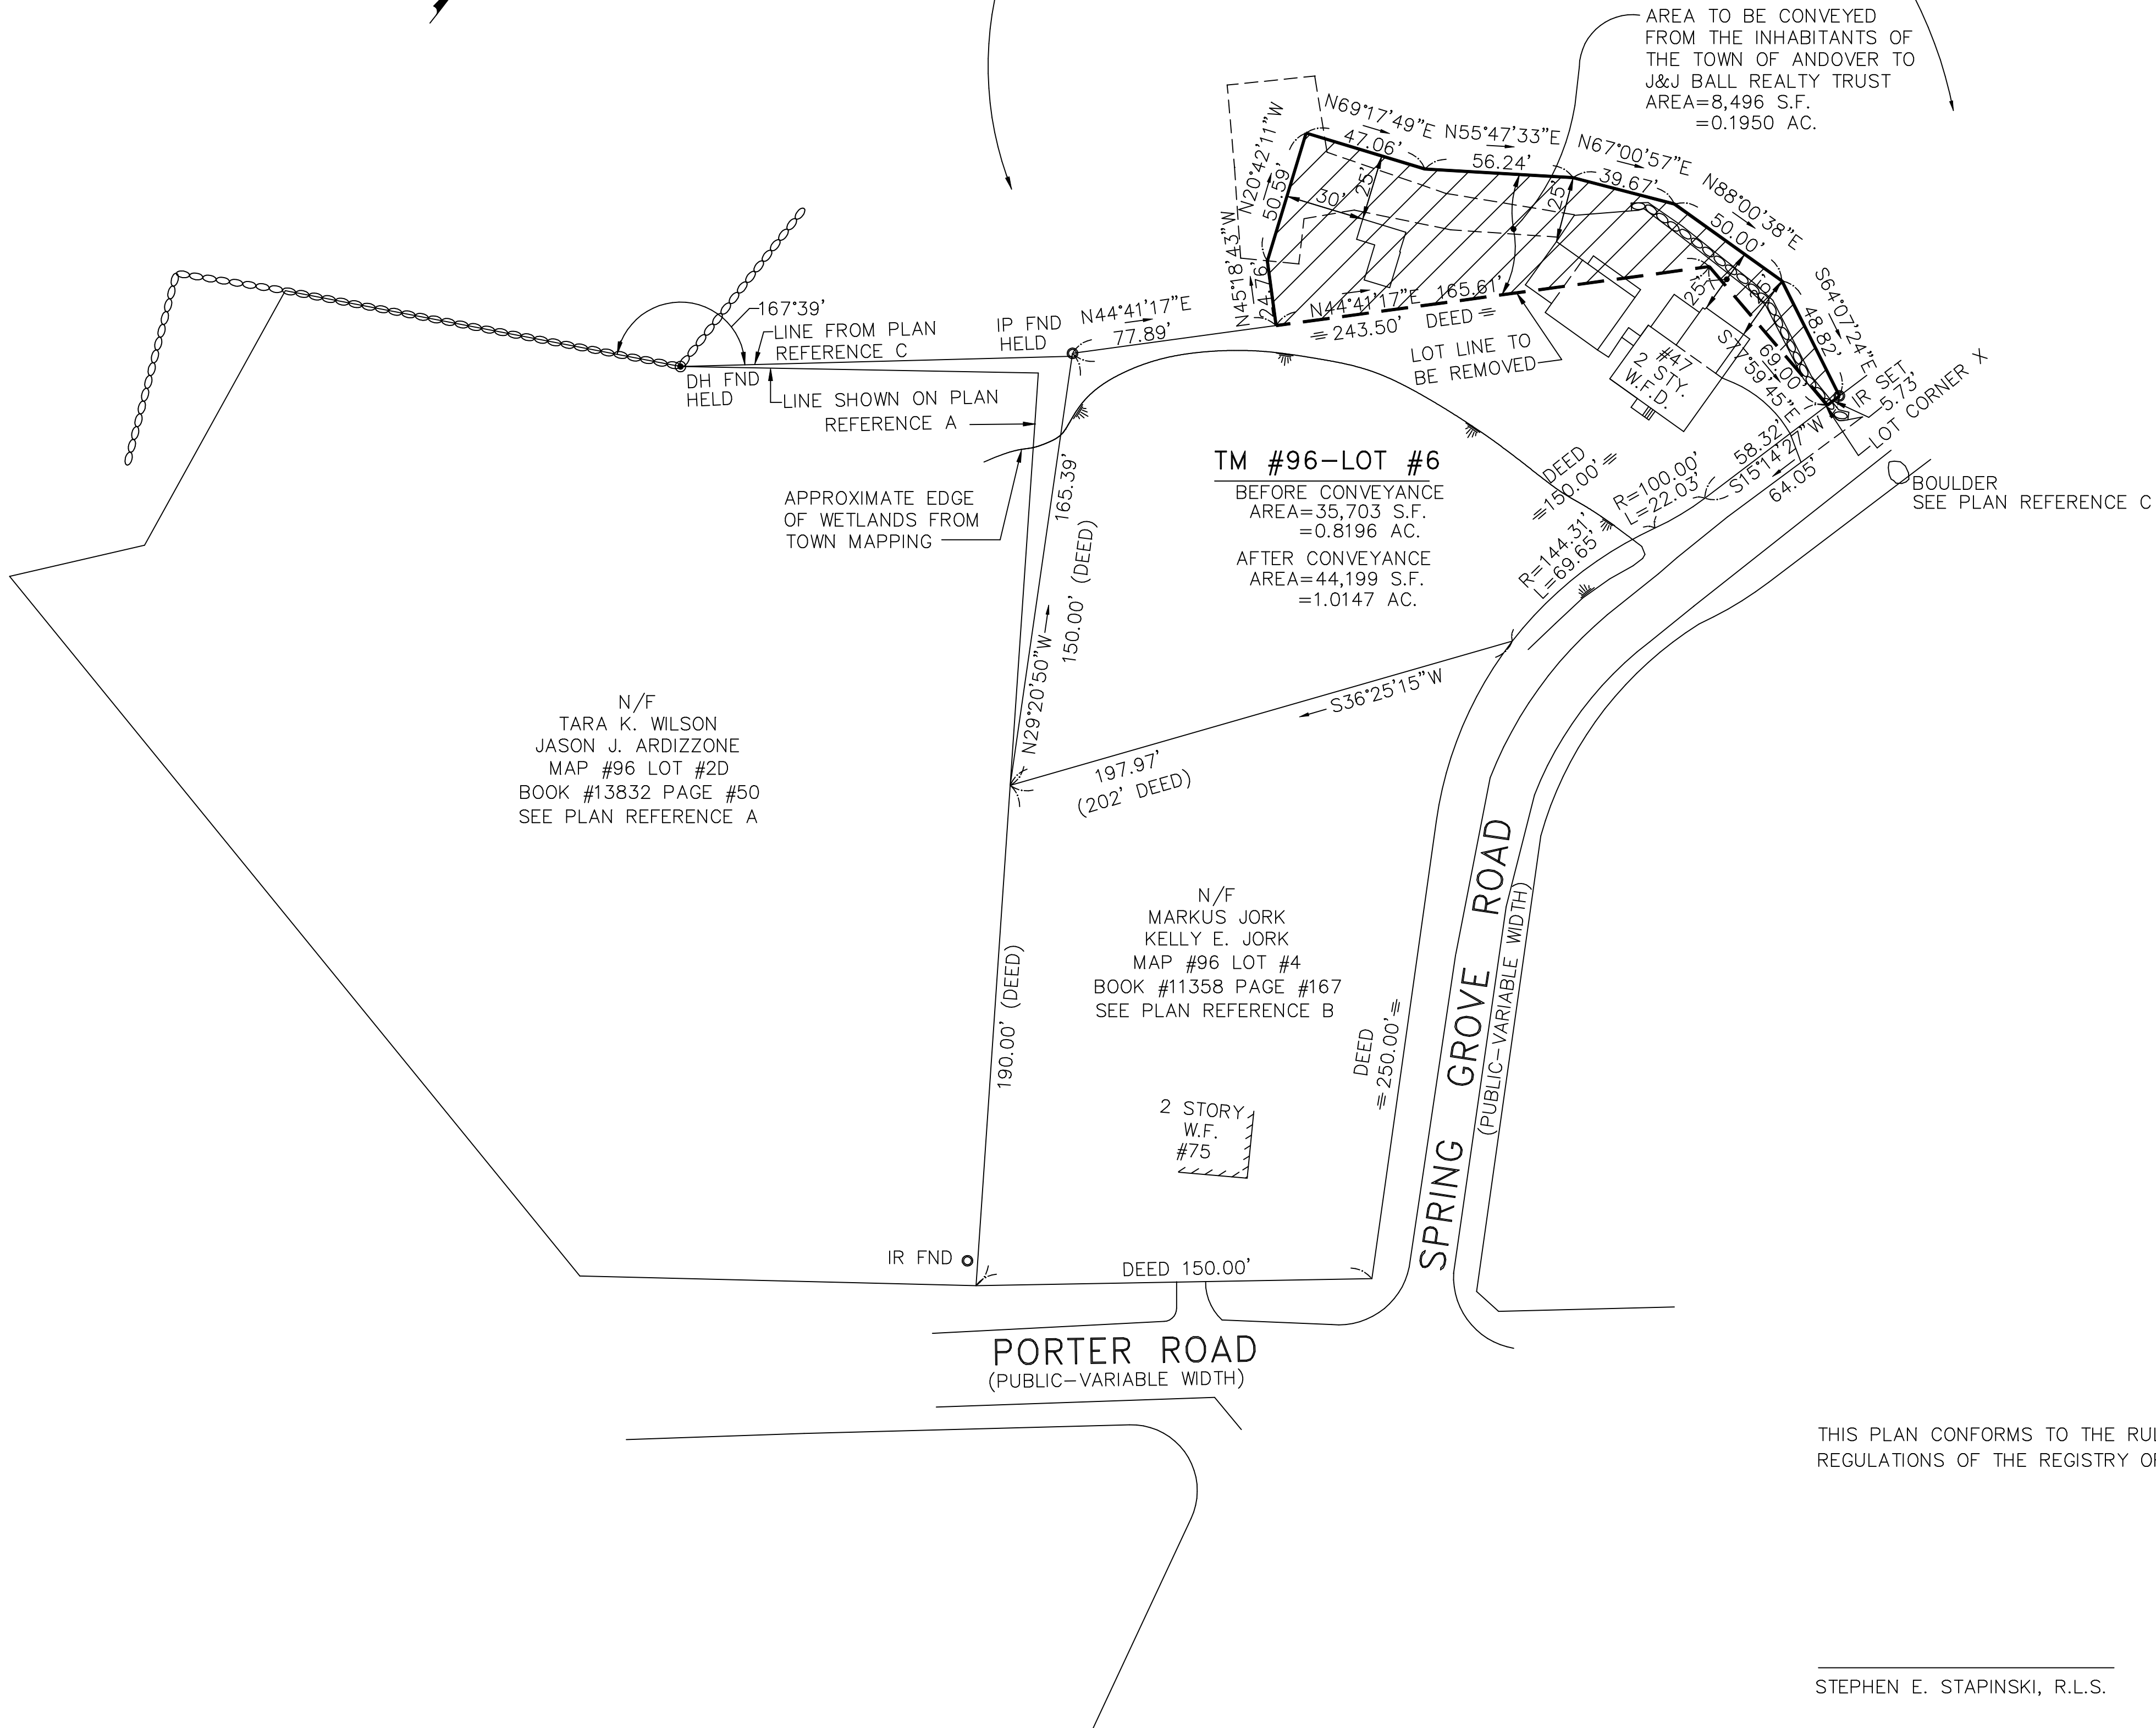 AREA TO BE CONVEYED
FROM THE INHABITANTS OF
THE TOWN OF ANDOVER TO
J&J BALL REALTY TRUST
AREA=8,496 S.F.
=0.1950 AC.
N45°18'43"W
24.76'
N20°42'11"W
50.59'
N69°17'49"E
47.06'
N55°47'33"E
56.24'
N67°00'57"E
39.67'
N88°00'38"E
50.00'
S64°07'24"E
48.82'
30'
25'
25'
25'
167°39'
LINE FROM PLAN
REFERENCE C
IP FND
HELD
N44°41'17"E
77.89'
N44°41'17"E 165.61'
=243.50' DEED=
LOT LINE TO
BE REMOVED
#47
2 STY.
W.F.D.
S77°59'45"E
69.00'
IR SET
5.73'
LOT CORNER X
DH FND
HELD
LINE SHOWN ON PLAN
REFERENCE A
TM #96-LOT #6
BEFORE CONVEYANCE
AREA=35,703 S.F.
=0.8196 AC.
AFTER CONVEYANCE
AREA=44,199 S.F.
=1.0147 AC.
DEED
=150.00'=
58.32'
S15°14'27"W
64.05'
R=100.00'
L=22.03'
R=144.31'
L=69.65'
BOULDER
SEE PLAN REFERENCE C
APPROXIMATE EDGE
OF WETLANDS FROM
TOWN MAPPING
165.39'
150.00' (DEED)
N29°20'50"W
S36°25'15"W
197.97'
(202' DEED)
N/F
TARA K. WILSON
JASON J. ARDIZZONE
MAP #96 LOT #2D
BOOK #13832 PAGE #50
SEE PLAN REFERENCE A
N/F
MARKUS JORK
KELLY E. JORK
MAP #96 LOT #4
BOOK #11358 PAGE #167
SEE PLAN REFERENCE B
190.00' (DEED)
DEED
=250.00'=
SPRING GROVE ROAD
(PUBLIC-VARIABLE WIDTH)
2 STORY
W.F.
#75
IR FND
DEED 150.00'
PORTER ROAD
(PUBLIC-VARIABLE WIDTH)
THIS PLAN CONFORMS TO THE RUL
REGULATIONS OF THE REGISTRY O
STEPHEN E. STAPINSKI, R.L.S.